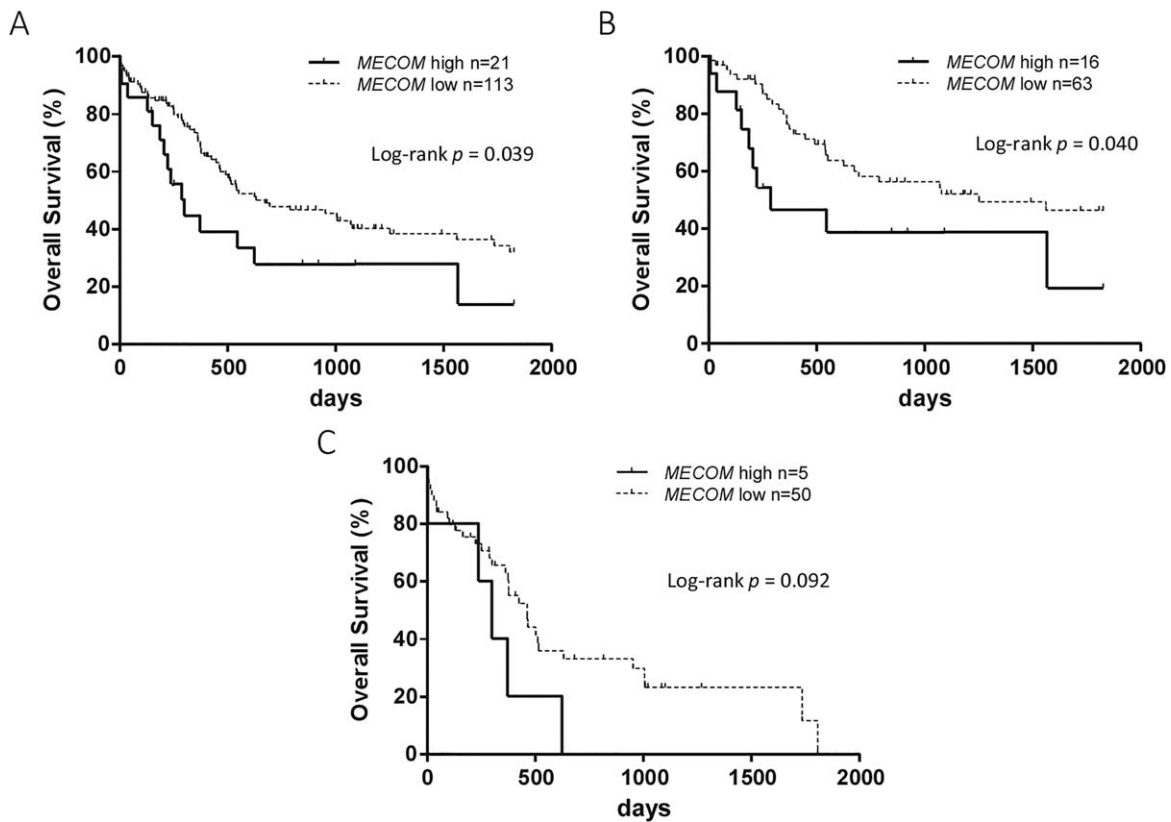 A
100
80
60
40
20
0
Overall Survival (%)
MECOM high n=21
MECOM low n=113
Log-rank p = 0.039
0 500 1000 1500 2000
days
B
100
80
60
40
20
0
Overall Survival (%)
MECOM high n=16
MECOM low n=63
Log-rank p = 0.040
0 500 1000 1500 2000
days
C
100
80
60
40
20
0
Overall Survival (%)
MECOM high n=5
MECOM low n=50
Log-rank p = 0.092
0 500 1000 1500 2000
days